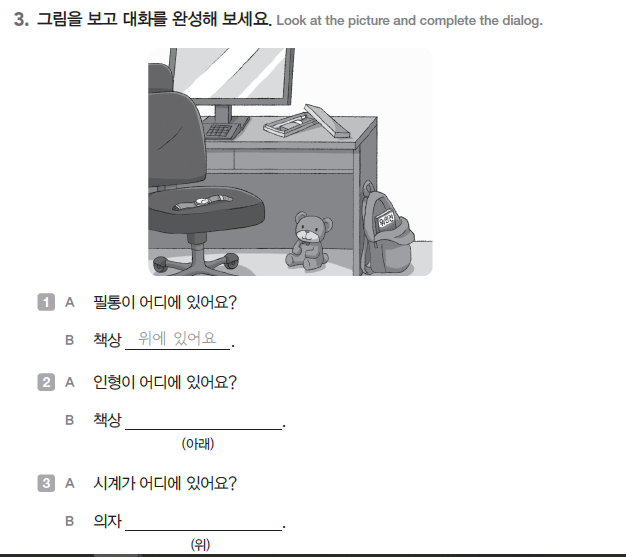 3. 그림을 보고 대화를 완성해 보세요. Look at the picture and complete the dialog.
1 A 필통이 어디에 있어요?
B 책상 위에 있어요.
2 A 인형이 어디에 있어요?
B 책상 .
(아래)
3 A 시계가 어디에 있어요?
B 의자 .
(위)